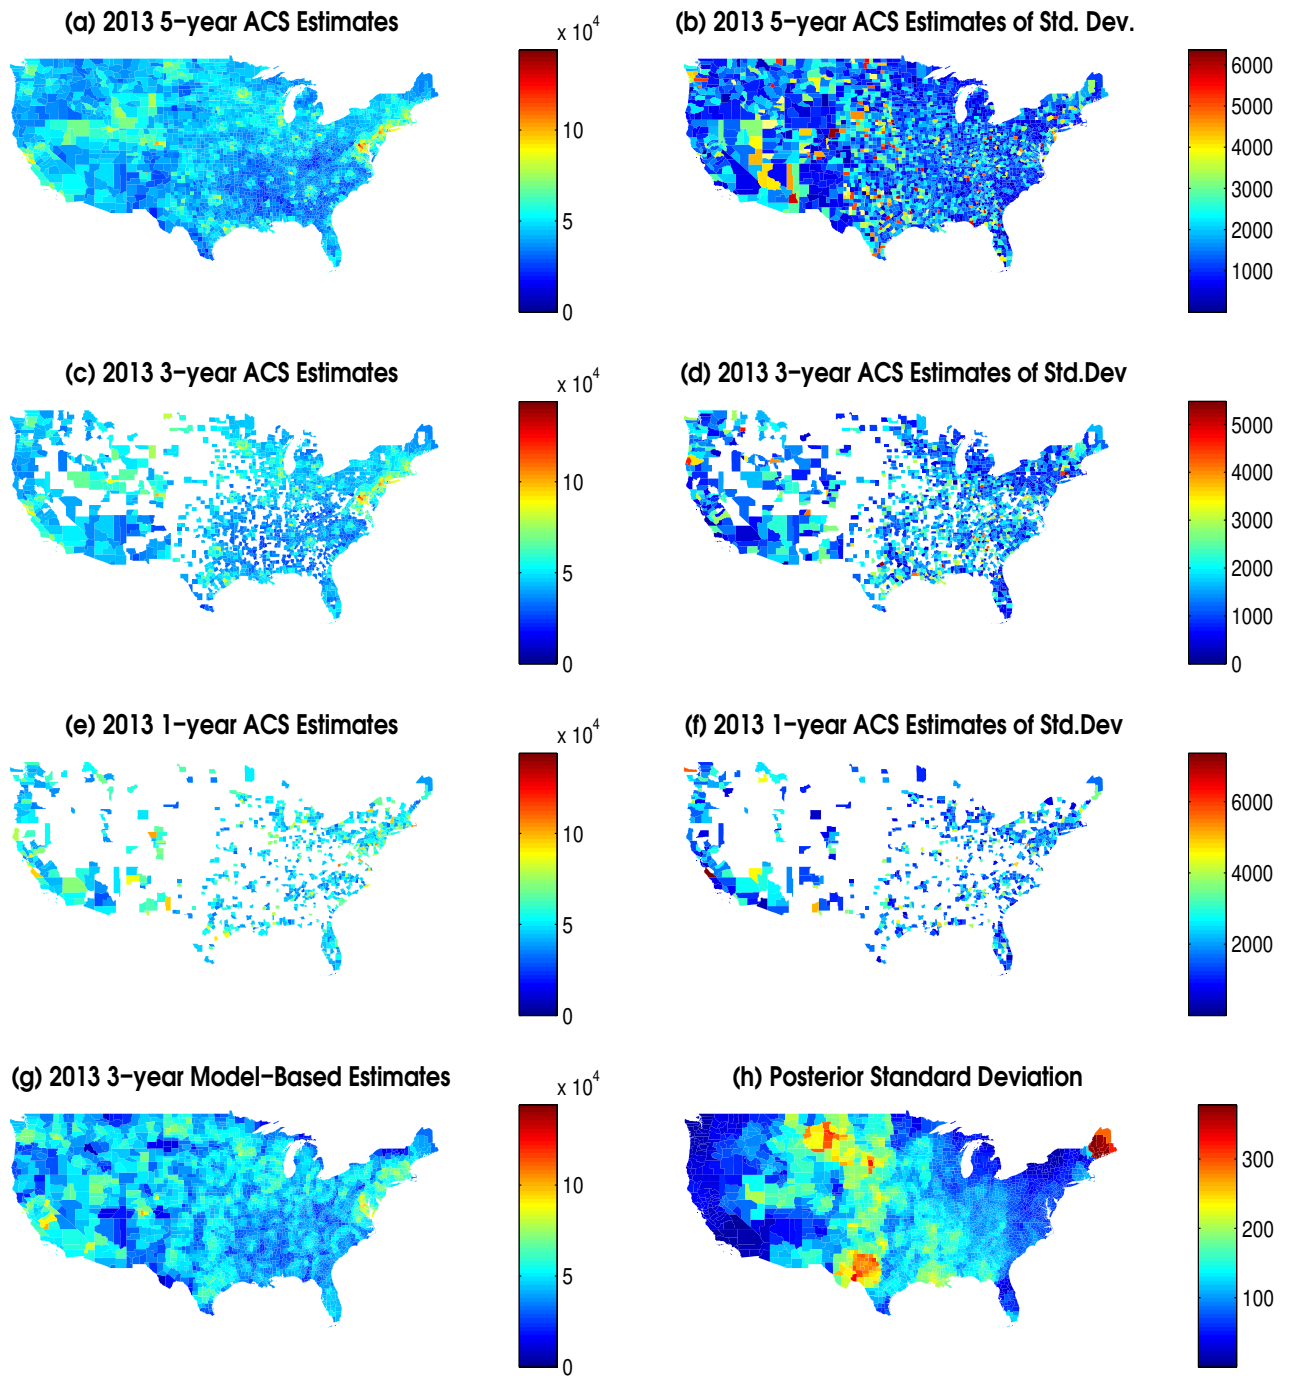 (a) 2013 5−year ACS Estimates
x 10^4
10
5
0
(b) 2013 5−year ACS Estimates of Std. Dev.
6000
5000
4000
3000
2000
1000
(c) 2013 3−year ACS Estimates
x 10^4
10
5
0
(d) 2013 3−year ACS Estimates of Std.Dev
5000
4000
3000
2000
1000
0
(e) 2013 1−year ACS Estimates
x 10^4
10
5
0
(f) 2013 1−year ACS Estimates of Std.Dev
6000
4000
2000
(g) 2013 3−year Model−Based Estimates
x 10^4
10
5
0
(h) Posterior Standard Deviation
300
200
100